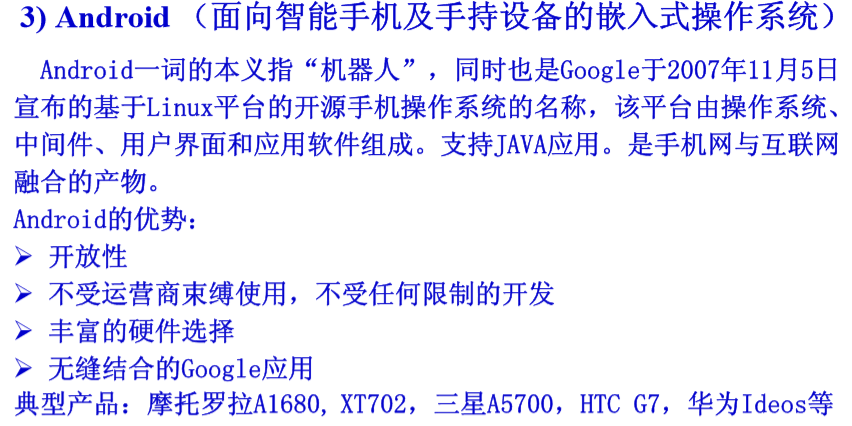 3) Android （面向智能手机及手持设备的嵌入式操作系统）
Android一词的本义指“机器人”，同时也是Google于2007年11月5日
宣布的基于Linux平台的开源手机操作系统的名称，该平台由操作系统、
中间件、用户界面和应用软件组成。支持JAVA应用。是手机网与互联网
融合的产物。
Android的优势：
➢ 开放性
➢ 不受运营商束缚使用，不受任何限制的开发
➢ 丰富的硬件选择
➢ 无缝结合的Google应用
典型产品：摩托罗拉A1680, XT702，三星A5700，HTC G7，华为Ideos等